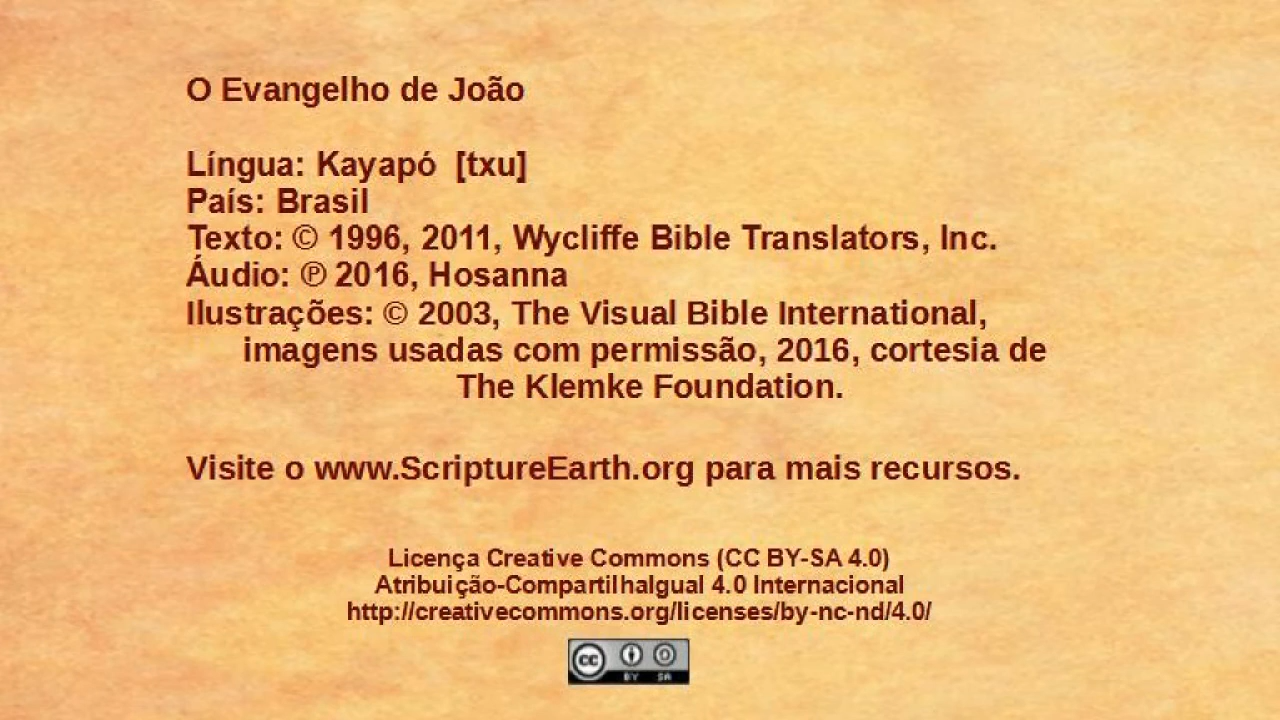 O Evangelho de João
Língua: Kayapó [txu]
País: Brasil
Texto: © 1996, 2011, Wycliffe Bible Translators, Inc.
Áudio: ℗ 2016, Hosanna
Ilustrações: © 2003, The Visual Bible International,
imagens usadas com permissão, 2016, cortesia de
The Klemke Foundation.
Visite o www.ScriptureEarth.org para mais recursos.
Licença Creative Commons (CC BY-SA 4.0)
Atribuição-CompartilhaIgual 4.0 Internacional
http://creativecommons.org/licenses/by-nc-nd/4.0/
cc BY SA